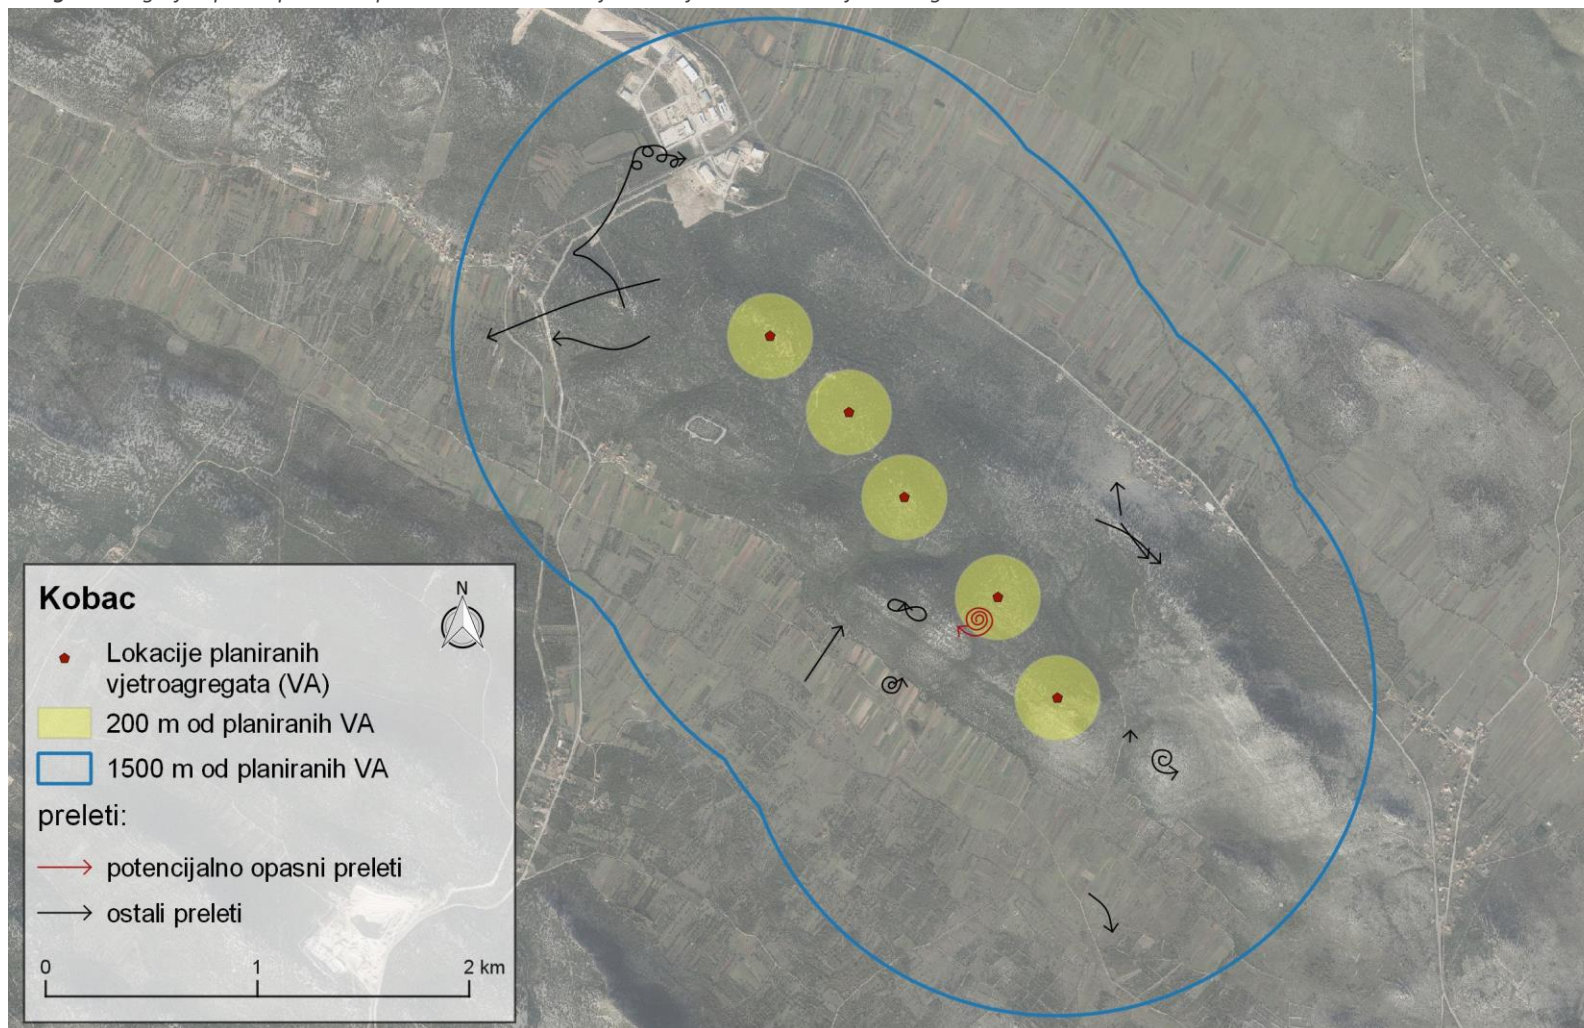 Kobac
N
Lokacije planiranih
vjetroagregata (VA)
200 m od planiranih VA
1500 m od planiranih VA
preleti:
potencijalno opasni preleti
ostali preleti
0 1 2 km